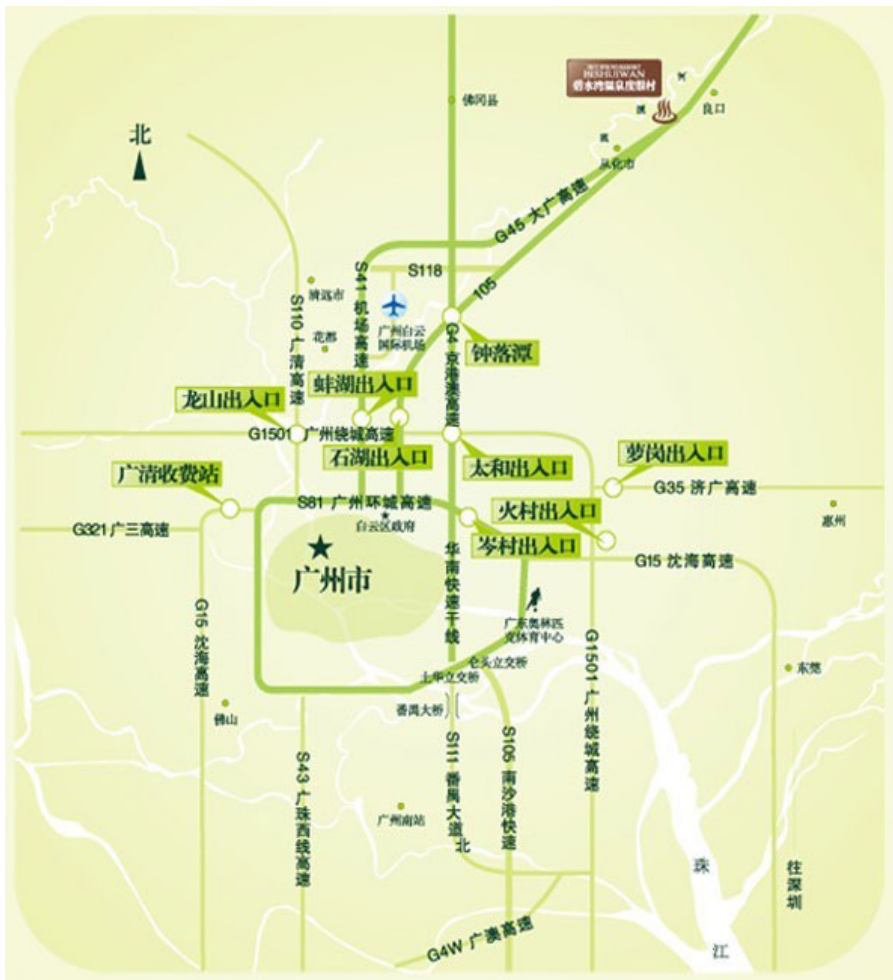 BISHUIWAN
碧水湾温泉度假村
佛冈县
良口
北
流
溪
河
从化市
G45 大广高速
S118
105
S41 机场高速
清远市
S110 广清高速
花都
广州白云
国际机场
G4 京港澳高速
钟落潭
蚌湖出入口
龙山出入口
G1501 广州绕城高速
石湖出入口
太和出入口
萝岗出入口
广清收费站
G35 济广高速
S81 广州环城高速
火村出入口
惠州
G321 广三高速
白云区政府
岑村出入口
广州市
华南快速干线
G15 沈海高速
广东奥林匹
克体育中心
G15 沈海高速
G1501 广州绕城高速
仑头立交桥
土华立交桥
东莞
佛山
番禺大桥
S43 广珠西线高速
S111 番禺大道北
S105 南沙港快速
广州南站
珠
江
往深圳
G4W 广澳高速